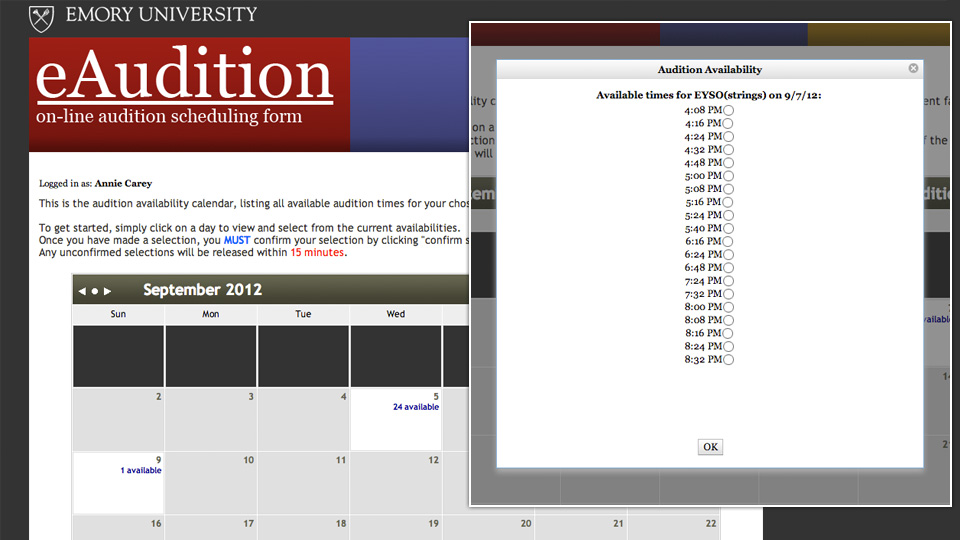 EMORY UNIVERSITY
eAudition
on-line audition scheduling form
Logged in as: Annie Carey
This is the audition availability calendar, listing all available audition times for your
To get started, simply click on a day to view and select from the current availabilities.
Once you have made a selection, you MUST confirm your selection by clicking "confirm
Any unconfirmed selections will be released within 15 minutes.
September 2012
Sun Mon Tue Wed
2 3 4 5
24 available
9 10 11 12
1 available
16 17 18 19 20 21 22
Audition Availability
Available times for EYSO(strings) on 9/7/12:
4:08 PM
4:16 PM
4:24 PM
4:32 PM
4:48 PM
5:00 PM
5:08 PM
5:16 PM
5:24 PM
5:40 PM
6:16 PM
6:24 PM
6:48 PM
7:24 PM
7:32 PM
8:00 PM
8:08 PM
8:16 PM
8:24 PM
8:32 PM
OK
on a
will
of the